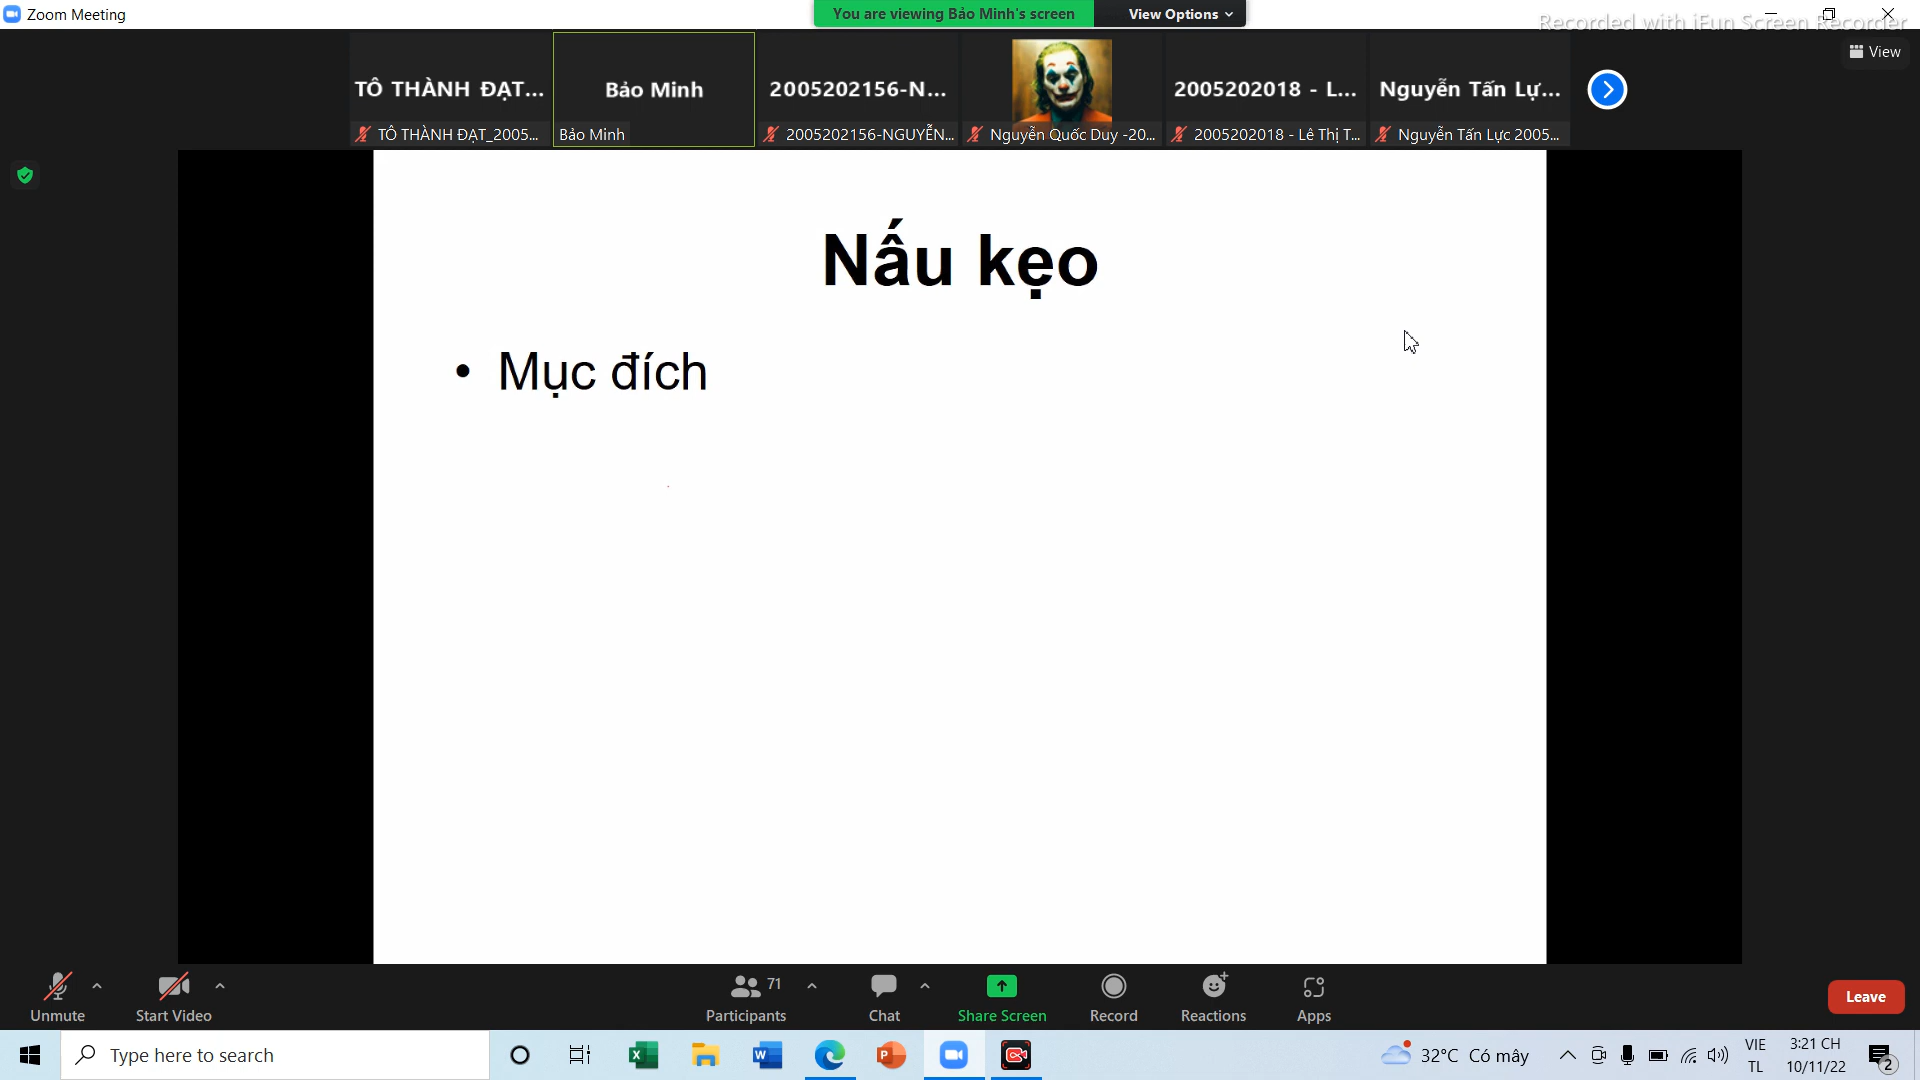 Zoom Meeting
You are viewing Bảo Minh's screen
View Options
Recorded with iFun Screen Recorder
View
TÔ THÀNH ĐẠT...
Bảo Minh
2005202156-N...
2005202018 - L...
Nguyễn Tấn Lự...
TÔ THÀNH ĐẠT_2005...
Bảo Minh
2005202156-NGUYỄN...
Nguyễn Quốc Duy -20...
2005202018 - Lê Thị T...
Nguyễn Tấn Lực 2005...
Nấu kẹo
• Mục đích
Unmute
Start Video
71
Participants
Chat
Share Screen
Record
Reactions
Apps
Leave
Type here to search
32°C Có mây
VIE
TL
3:21 CH
10/11/22
2